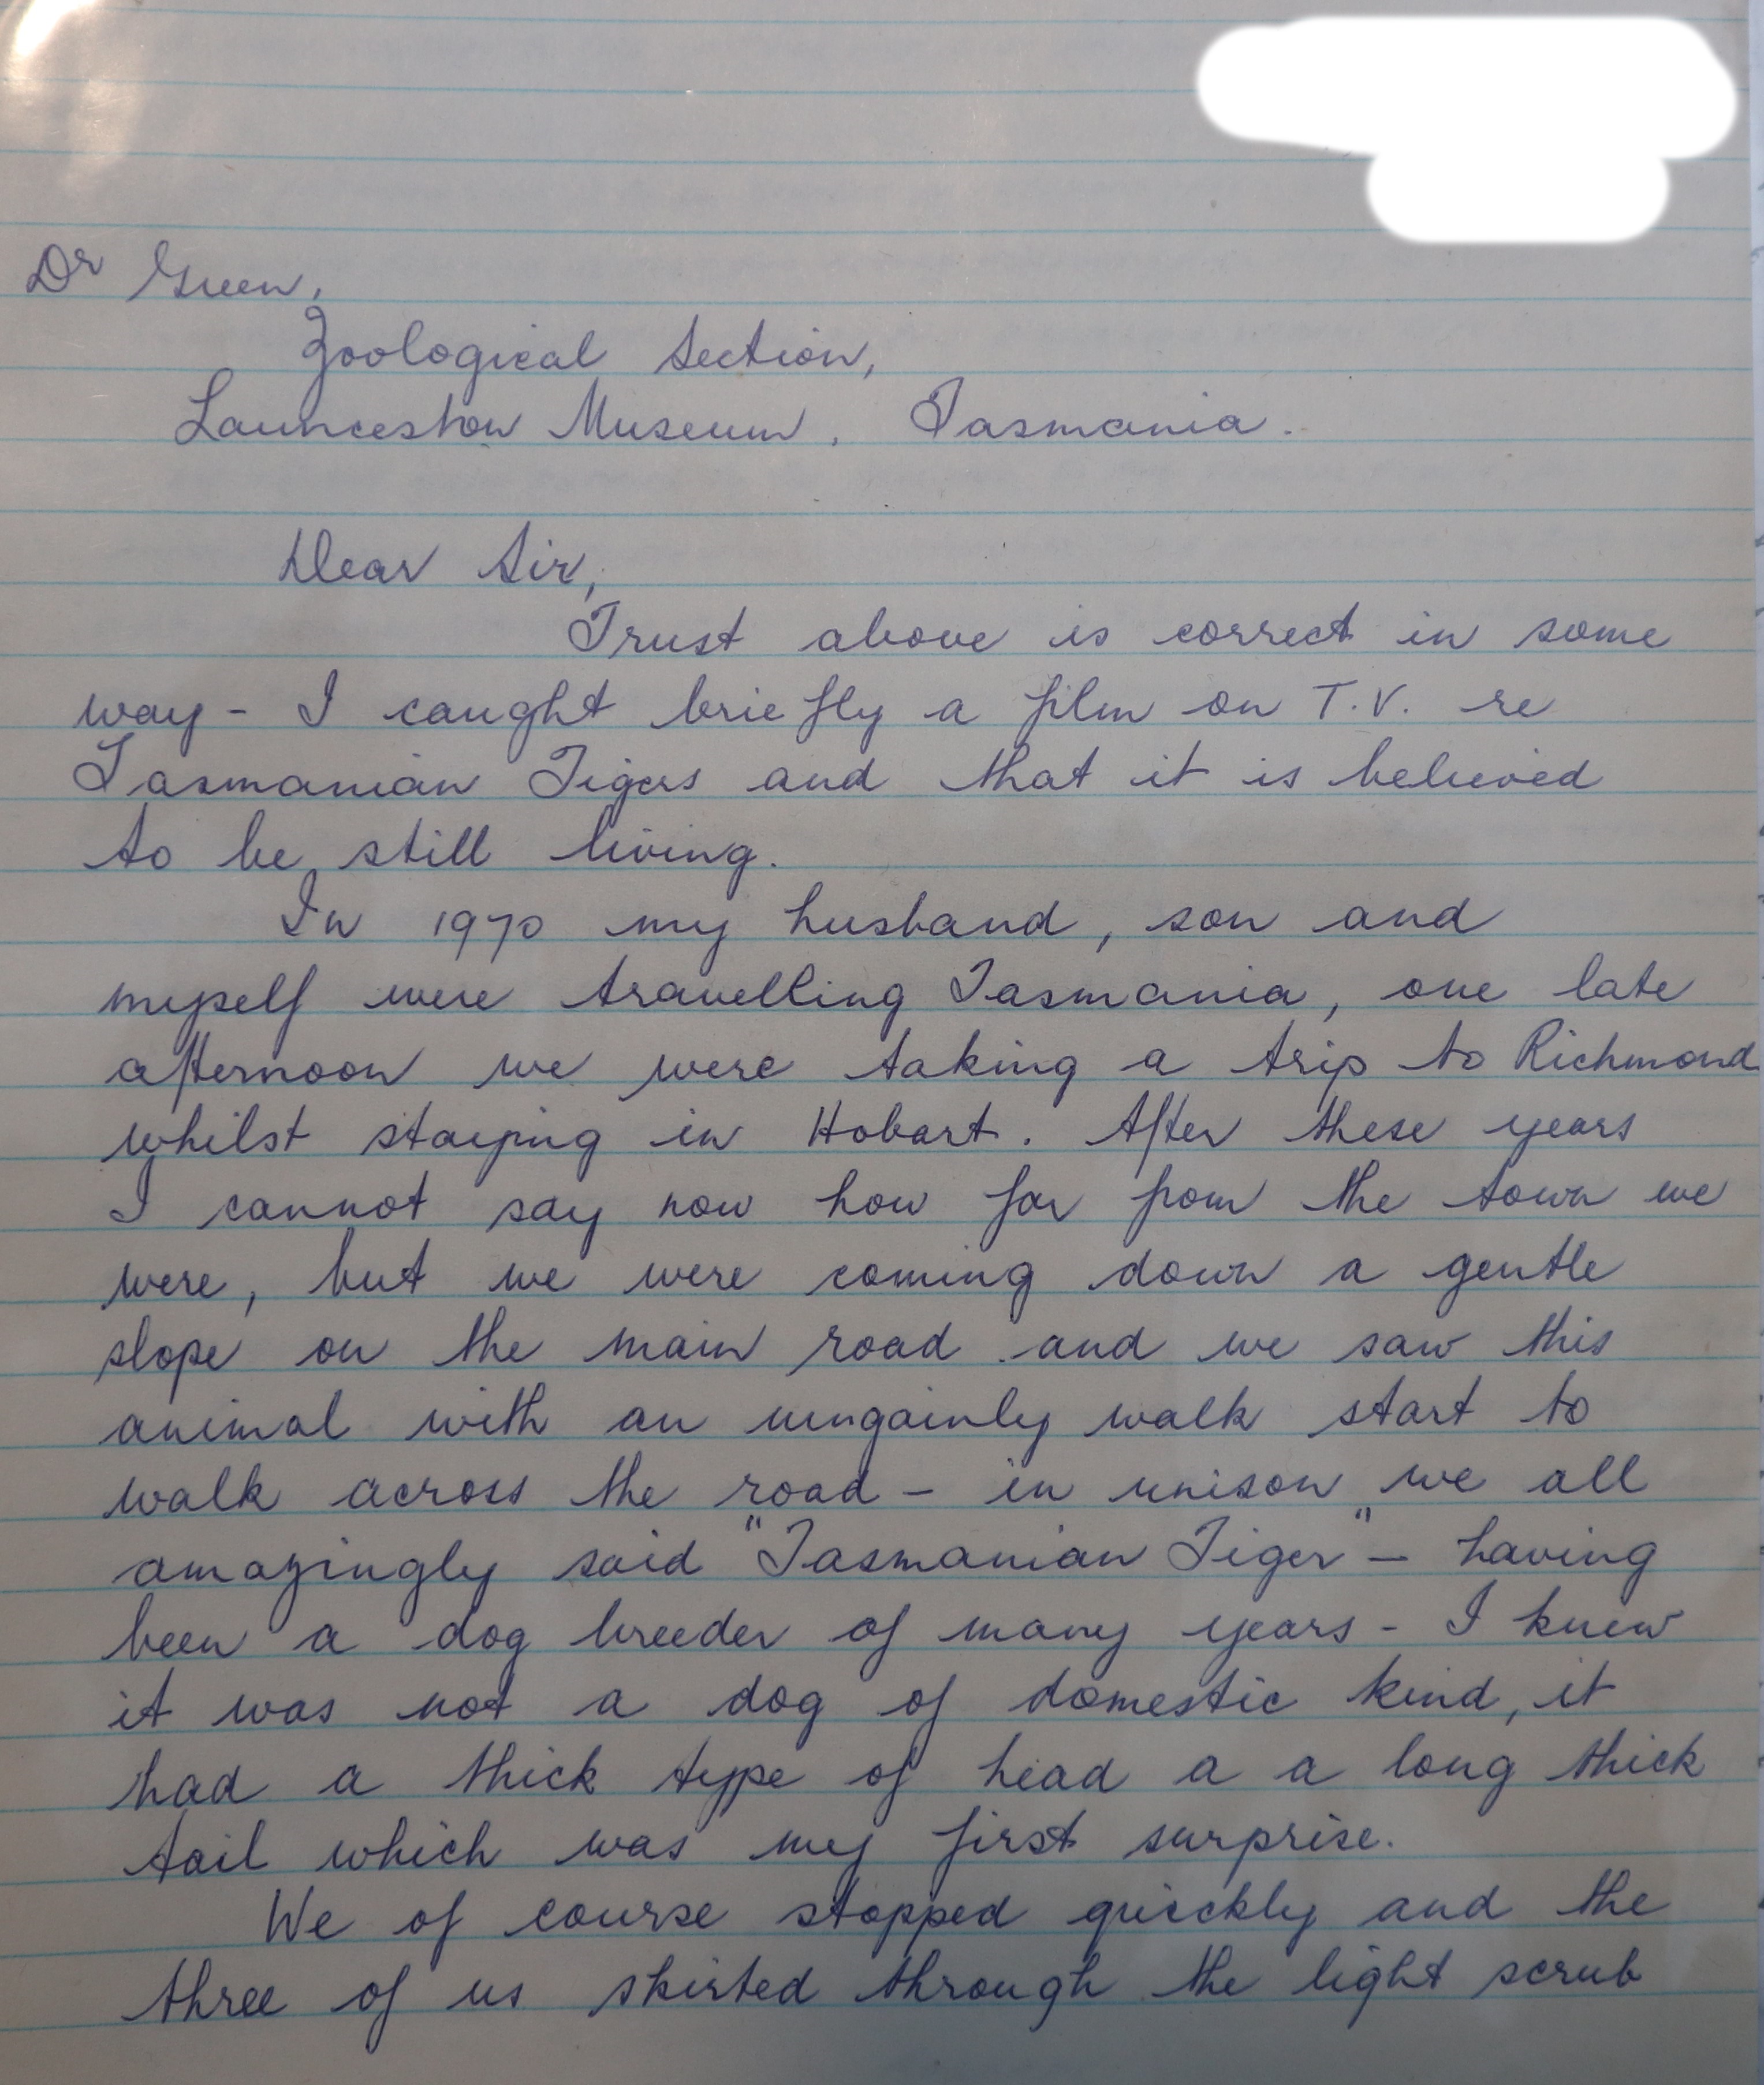 Dr Green,
Zoological Section,
Launceston Museum. Tasmania.
Dear Sir,
Trust above is correct in some
way - I caught briefly a film on T.V. re
Tasmanian Tigers and that it is believed
to be still living.
In 1970 my husband, son and
myself were travelling Tasmania, one late
afternoon we were taking a trip to Richmond
whilst staying in Hobart. After these years
I cannot say now how far from the town we
were, but we were coming down a gentle
slope on the main road and we saw this
animal with an ungainly walk start to
walk across the road - in unison we all
amazingly said "Tasmanian Tiger" - having
been a dog breeder of many years - I knew
it was not a dog of domestic kind, it
had a thick type of head a a long thick
tail which was my first surprise.
We of course stopped quickly and the
three of us skirted through the light scrub